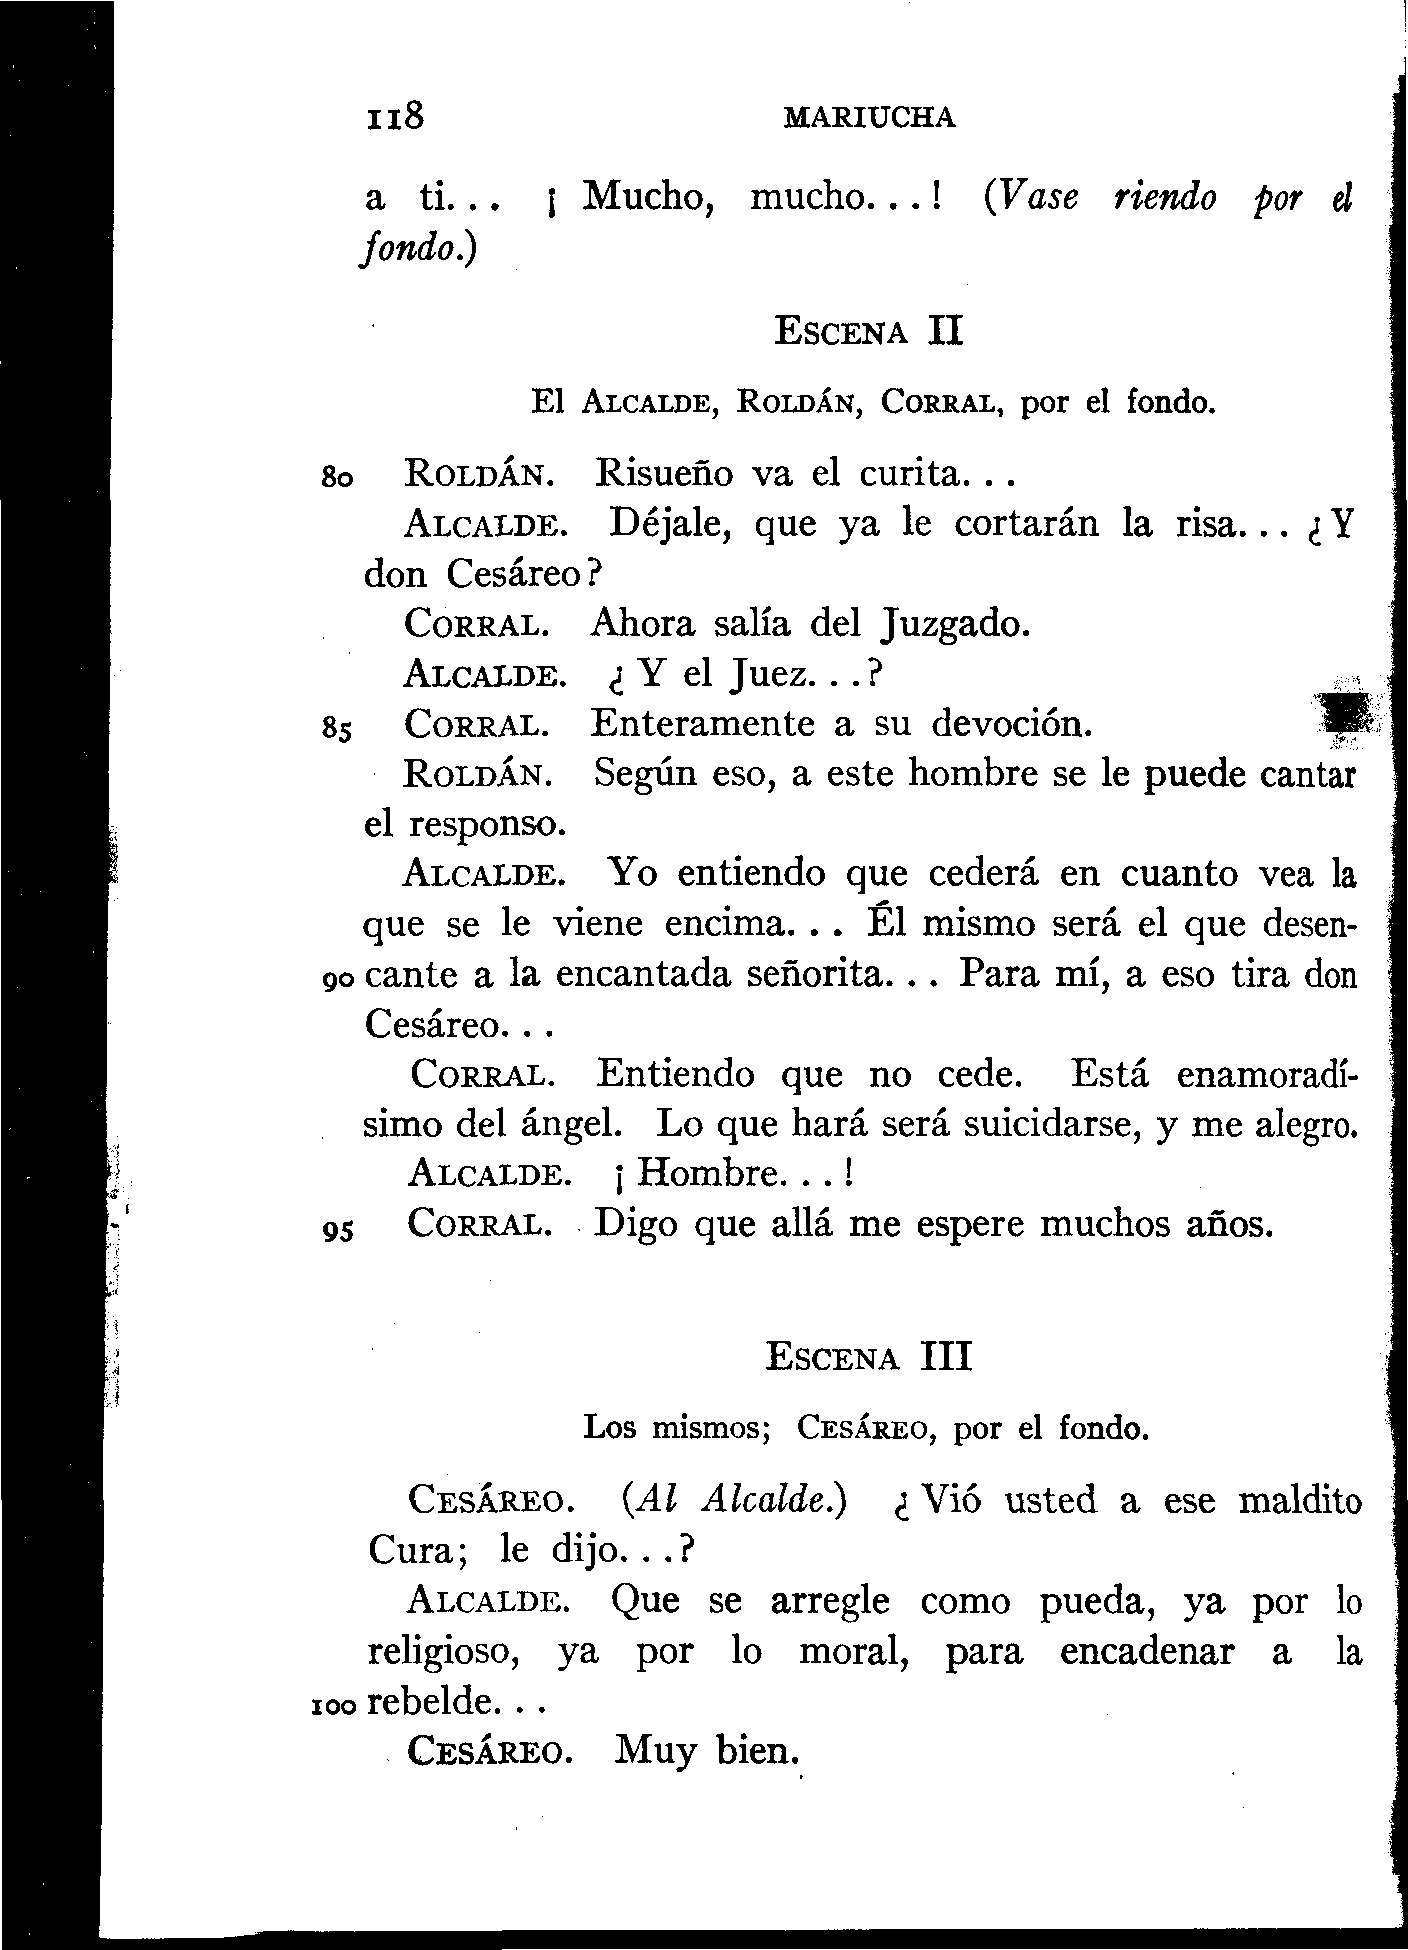 118 MARIUCHA
a ti. . . ¡ Mucho, mucho. . . ! (Vase riendo por el
fondo.)
ESCENA II
El ALCALDE, ROLDÁN, CORRAL, por el fondo.
80 ROLDÁN. Risueño va el curita. . .
ALCALDE. Déjale, que ya le cortarán la risa. . . ¿ Y
don Cesáreo?
CORRAL. Ahora salía del Juzgado.
ALCALDE. ¿ Y el Juez. . .?
85 CORRAL. Enteramente a su devoción.
ROLDÁN. Según eso, a este hombre se le puede cantar
el responso.
ALCALDE. Yo entiendo que cederá en cuanto vea la
que se le viene encima. . . Él mismo será el que desen-
90 cante a la encantada señorita. . . Para mí, a eso tira don
Cesáreo. . .
CORRAL. Entiendo que no cede. Está enamoradí-
simo del ángel. Lo que hará será suicidarse, y me alegro.
ALCALDE. ¡ Hombre. . . !
95 CORRAL. Digo que allá me espere muchos años.
ESCENA III
Los mismos; CESÁREO, por el fondo.
CESÁREO. (Al Alcalde.) ¿ Vió usted a ese maldito
Cura; le dijo. . .?
ALCALDE. Que se arregle como pueda, ya por lo
religioso, ya por lo moral, para encadenar a la
100 rebelde. . .
CESÁREO. Muy bien.